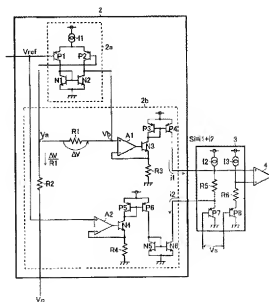 2
I1
2a
Vref
P1
P2
N1
N2
2b
P3
P4
Va
R1
Vb
A1
N3
ΔV
ΔV
R1
R3
i1
S(=i1+i2)
3
4
I2
I3
R2
i2
R5
R6
P5
P6
A2
N4
P7
P8
R4
N5
N6
Vs